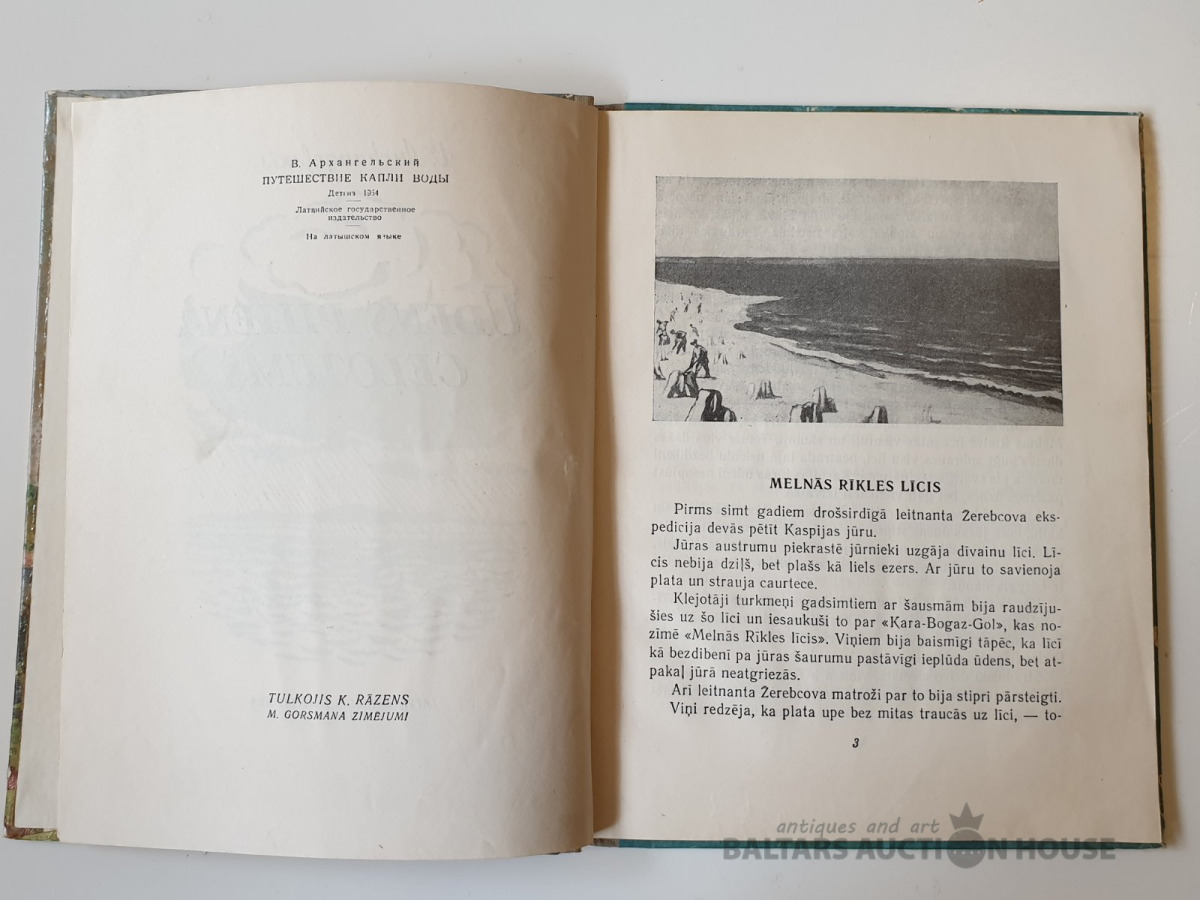 В. Архангельский
ПУТЕШЕСТВИЕ КАПЛИ ВОДЫ
Детгиз 1954
Латвийское государственное
издательство
На латышском языке
TULKOJIS K. RĀZENS
M. GORSMANA ZĪMĒJUMI
MELNĀS RĪKLES LĪCIS
Pirms simt gadiem drošsirdīgā leitnanta Žerebcova eks-
pedicija devās pētīt Kaspijas jūru.
Jūras austrumu piekrastē jūrnieki uzgāja dīvainu līci. Lī-
cis nebija dziļš, bet plašs kā liels ezers. Ar jūru to savienoja
plata un strauja caurtece.
Klejotāji turkmeņi gadsimtiem ar šausmām bija raudzīju-
šies uz šo līci un iesaukuši to par «Kara-Bogaz-Gol», kas no-
zīmē «Melnās Rīkles līcis». Viņiem bija baismīgi tāpēc, ka līcī
kā bezdibenī pa jūras šaurumu pastāvīgi ieplūda ūdens, bet at-
pakaļ jūrā neatgriezās.
Arī leitnanta Žerebcova matroži par to bija stipri pārsteigti.
Viņi redzēja, ka plata upe bez mitas traucās uz līci, — to-
3
antiques and art
BALTARS AUCTION HOUSE